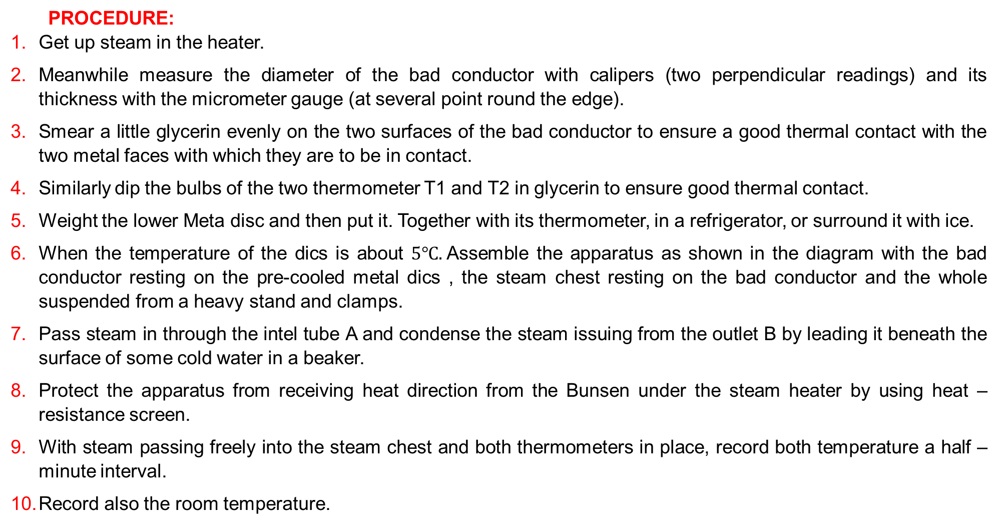 PROCEDURE:
1. Get up steam in the heater.
2. Meanwhile measure the diameter of the bad conductor with calipers (two perpendicular readings) and its
thickness with the micrometer gauge (at several point round the edge).
3. Smear a little glycerin evenly on the two surfaces of the bad conductor to ensure a good thermal contact with the
two metal faces with which they are to be in contact.
4. Similarly dip the bulbs of the two thermometer T1 and T2 in glycerin to ensure good thermal contact.
5. Weight the lower Meta disc and then put it. Together with its thermometer, in a refrigerator, or surround it with ice.
6. When the temperature of the dics is about 5°C. Assemble the apparatus as shown in the diagram with the bad
conductor resting on the pre-cooled metal dics , the steam chest resting on the bad conductor and the whole
suspended from a heavy stand and clamps.
7. Pass steam in through the intel tube A and condense the steam issuing from the outlet B by leading it beneath the
surface of some cold water in a beaker.
8. Protect the apparatus from receiving heat direction from the Bunsen under the steam heater by using heat –
resistance screen.
9. With steam passing freely into the steam chest and both thermometers in place, record both temperature a half –
minute interval.
10. Record also the room temperature.